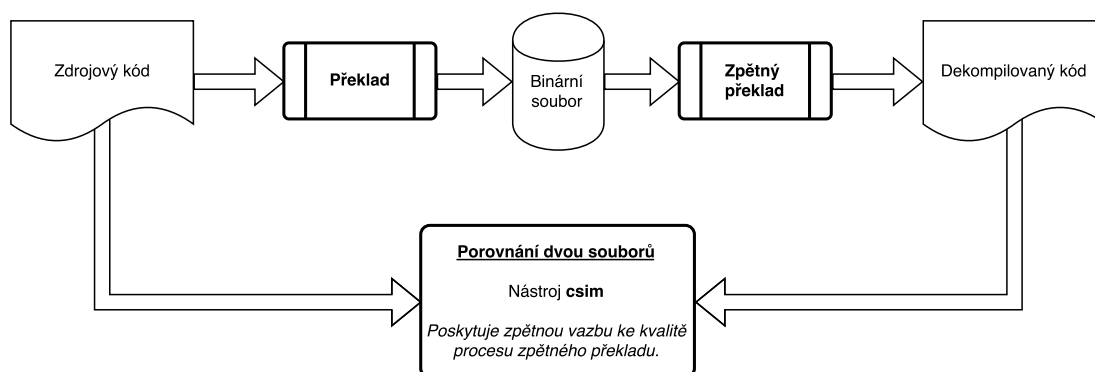 Zdrojový kód
Překlad
Binární
soubor
Zpětný
překlad
Dekompilovaný kód
Porovnání dvou souborů
Nástroj csim
Poskytuje zpětnou vazbu ke kvalitě
procesu zpětného překladu.